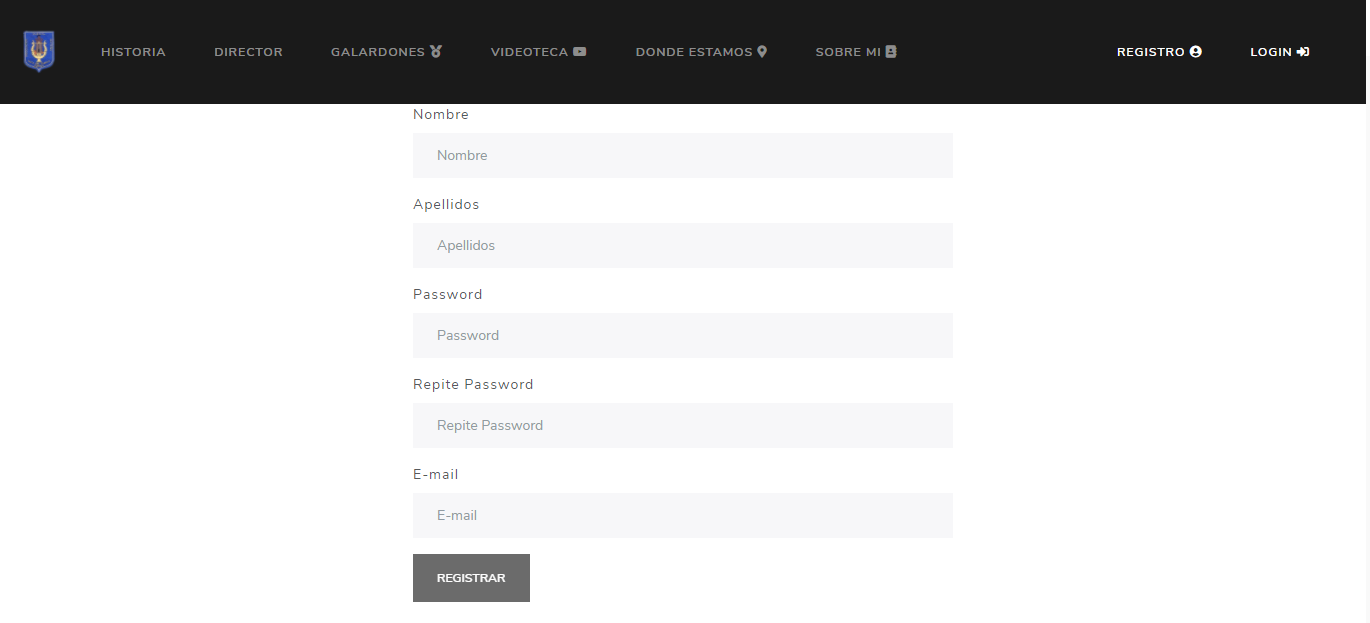 HISTORIA DIRECTOR GALARDONES VIDEOTECA DONDE ESTAMOS SOBRE MI REGISTRO LOGIN
Nombre
Nombre
Apellidos
Apellidos
Password
Password
Repite Password
Repite Password
E-mail
E-mail
REGISTRAR